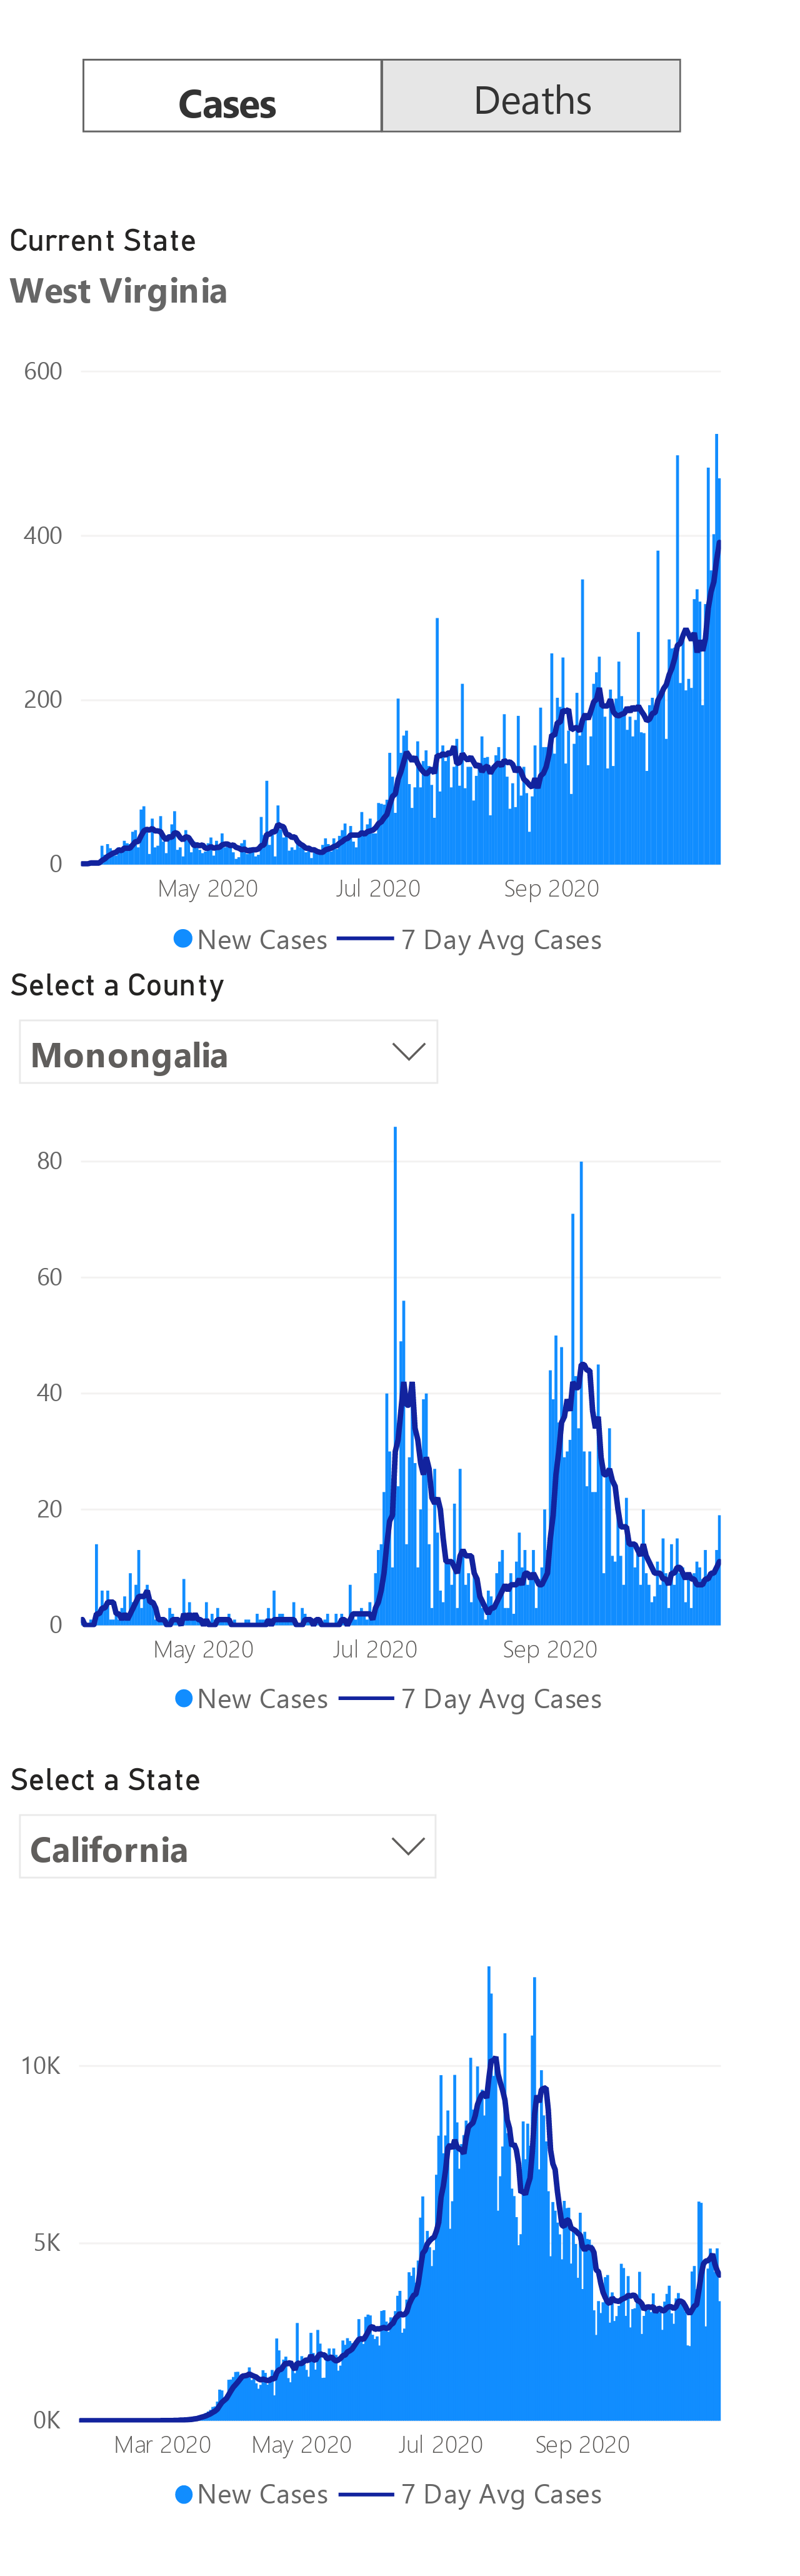 Cases Deaths
Current State
West Virginia
600
400
200
0
May 2020 Jul 2020 Sep 2020
New Cases 7 Day Avg Cases
Select a County
Monongalia
80
60
40
20
0
May 2020 Jul 2020 Sep 2020
New Cases 7 Day Avg Cases
Select a State
California
10K
5K
0K
Mar 2020 May 2020 Jul 2020 Sep 2020
New Cases 7 Day Avg Cases